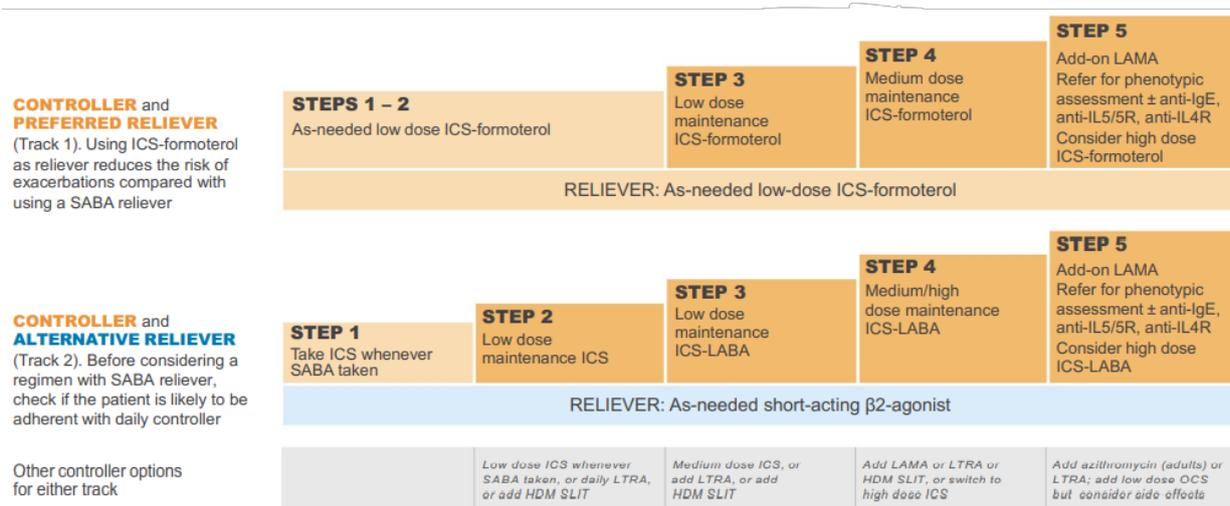 CONTROLLER and
PREFERRED RELIEVER
(Track 1). Using ICS-formoterol
as reliever reduces the risk of
exacerbations compared with
using a SABA reliever
STEPS 1 – 2
As-needed low dose ICS-formoterol
STEP 3
Low dose
maintenance
ICS-formoterol
STEP 4
Medium dose
maintenance
ICS-formoterol
STEP 5
Add-on LAMA
Refer for phenotypic
assessment ± anti-IgE,
anti-IL5/5R, anti-IL4R
Consider high dose
ICS-formoterol
RELIEVER: As-needed low-dose ICS-formoterol
CONTROLLER and
ALTERNATIVE RELIEVER
(Track 2). Before considering a
regimen with SABA reliever,
check if the patient is likely to be
adherent with daily controller
STEP 1
Take ICS whenever
SABA taken
STEP 2
Low dose
maintenance ICS
STEP 3
Low dose
maintenance
ICS-LABA
STEP 4
Medium/high
dose maintenance
ICS-LABA
STEP 5
Add-on LAMA
Refer for phenotypic
assessment ± anti-IgE,
anti-IL5/5R, anti-IL4R
Consider high dose
ICS-LABA
RELIEVER: As-needed short-acting β2-agonist
Other controller options
for either track
Low dose ICS whenever
SABA taken, or daily LTRA,
or add HDM SLIT
Medium dose ICS, or
add LTRA, or add
HDM SLIT
Add LAMA or LTRA or
HDM SLIT, or switch to
high dose ICS
Add azithromycin (adults) or
LTRA; add low dose OCS
but consider side effects